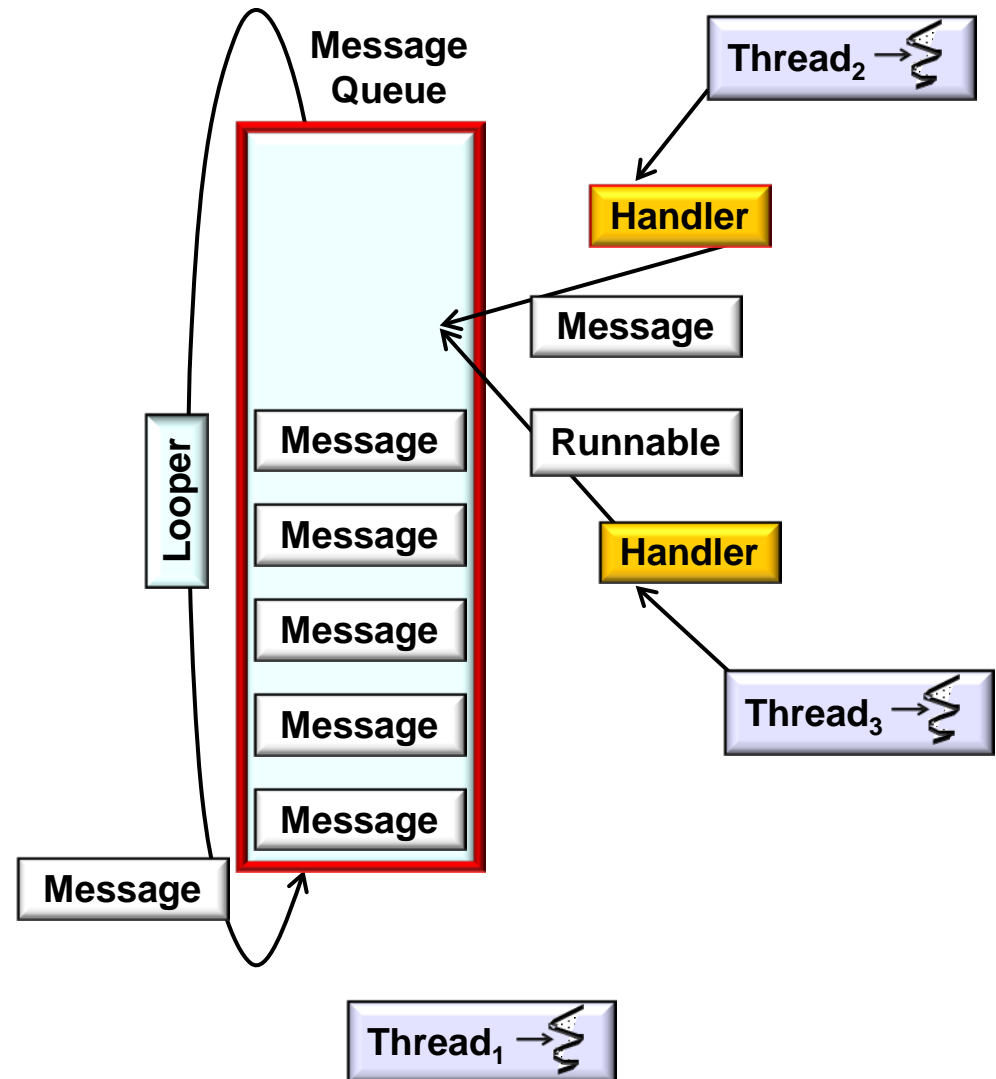 Message
Queue
Thread₂
Handler
Message
Message
Runnable
Looper
Message
Handler
Message
Message
Thread₃
Message
Message
Thread₁